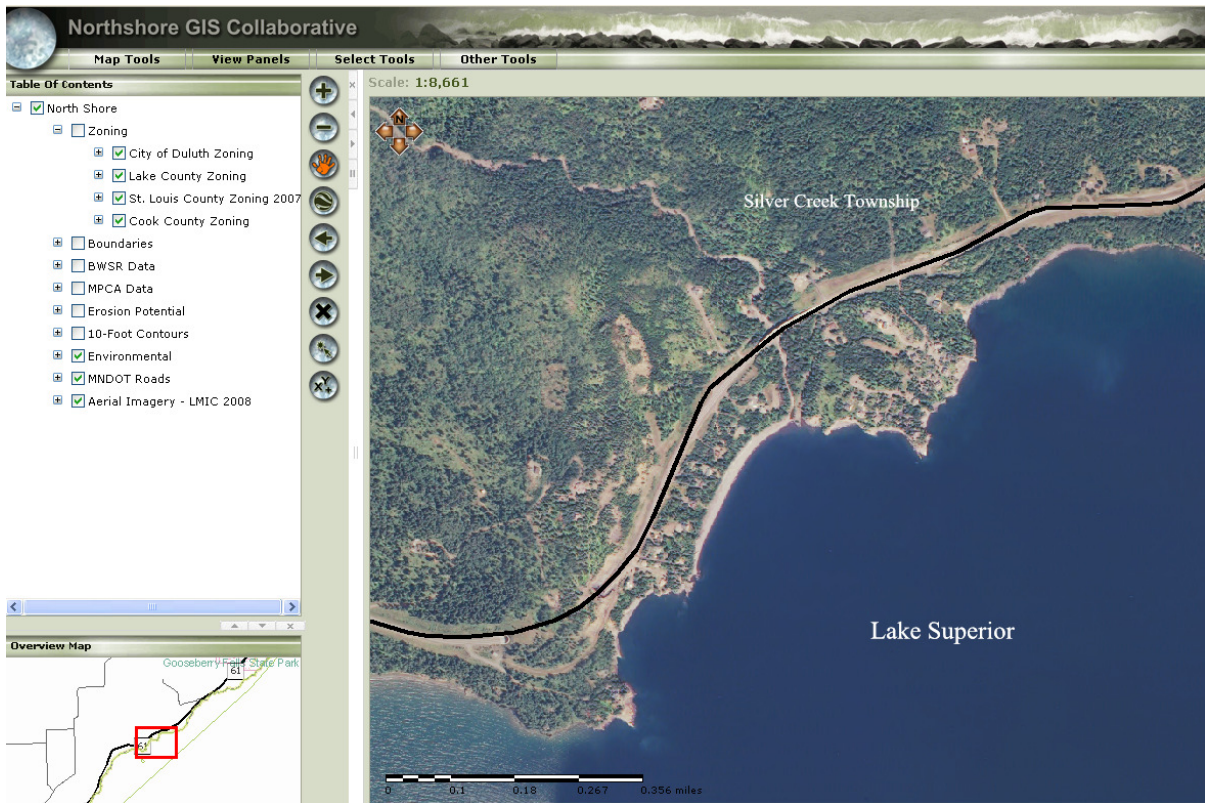 Northshore GIS Collaborative
Map Tools View Panels Select Tools Other Tools
Table Of Contents
Scale: 1:8,661
North Shore
Zoning
City of Duluth Zoning
Lake County Zoning
St. Louis County Zoning 2007
Cook County Zoning
Boundaries
BWSR Data
MPCA Data
Erosion Potential
10-Foot Contours
Environmental
MNDOT Roads
Aerial Imagery - LMIC 2008
N
Silver Creek Township
Lake Superior
0 0.1 0.18 0.267 0.356 miles
Overview Map
Gooseberry Falls State Park
61
61